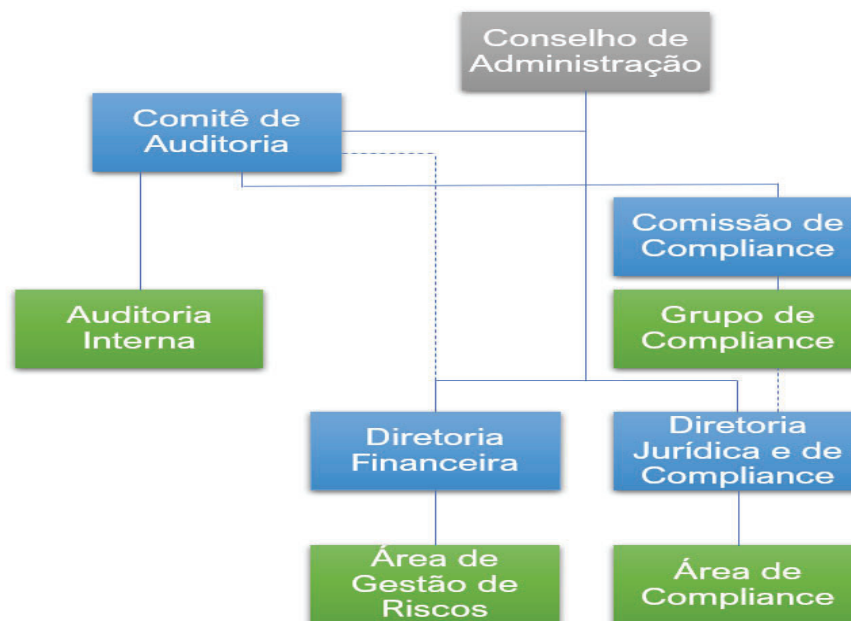 Conselho de
Administração
Comitê de
Auditoria
Comissão de
Compliance
Auditoria
Interna
Grupo de
Compliance
Diretoria
Financeira
Diretoria
Jurídica e de
Compliance
Área de
Gestão de
Riscos
Área de
Compliance